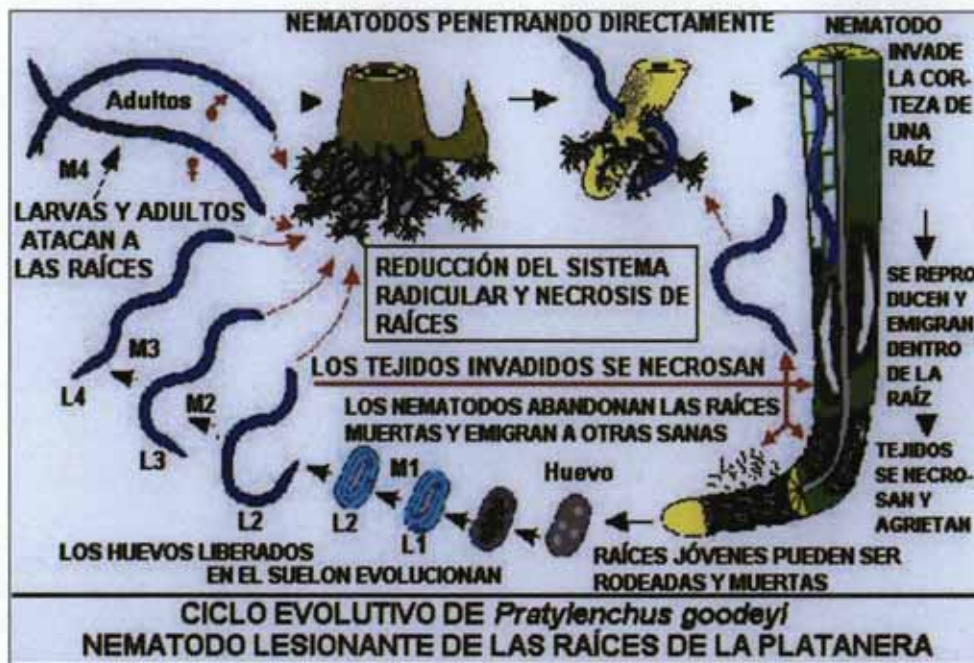 NEMATODOS PENETRANDO DIRECTAMENTE
NEMATODO
INVADE
LA COR-
TEZA DE
UNA
RAÍZ
Adultos
♂
♀
M4
LARVAS Y ADULTOS
ATACAN A
LAS RAÍCES
REDUCCIÓN DEL SISTEMA
RADICULAR Y NECROSIS DE
RAÍCES
SE REPRO
DUCEN Y
EMIGRAN
DENTRO
DE LA
RAÍZ
M3
L4
LOS TEJIDOS INVADIDOS SE NECROSAN
M2
L3
LOS NEMATODOS ABANDONAN LAS RAÍCES
MUERTAS Y EMIGRAN A OTRAS SANAS
TEJIDOS
SE NECRO-
SAN Y
AGRIETAN
M1
Huevo
L2
L2
L1
LOS HUEVOS LIBERADOS
EN EL SUELON EVOLUCIONAN
RAÍCES JÓVENES PUEDEN SER
RODEADAS Y MUERTAS
CICLO EVOLUTIVO DE Pratylenchus goodeyi
NEMATODO LESIONANTE DE LAS RAÍCES DE LA PLATANERA